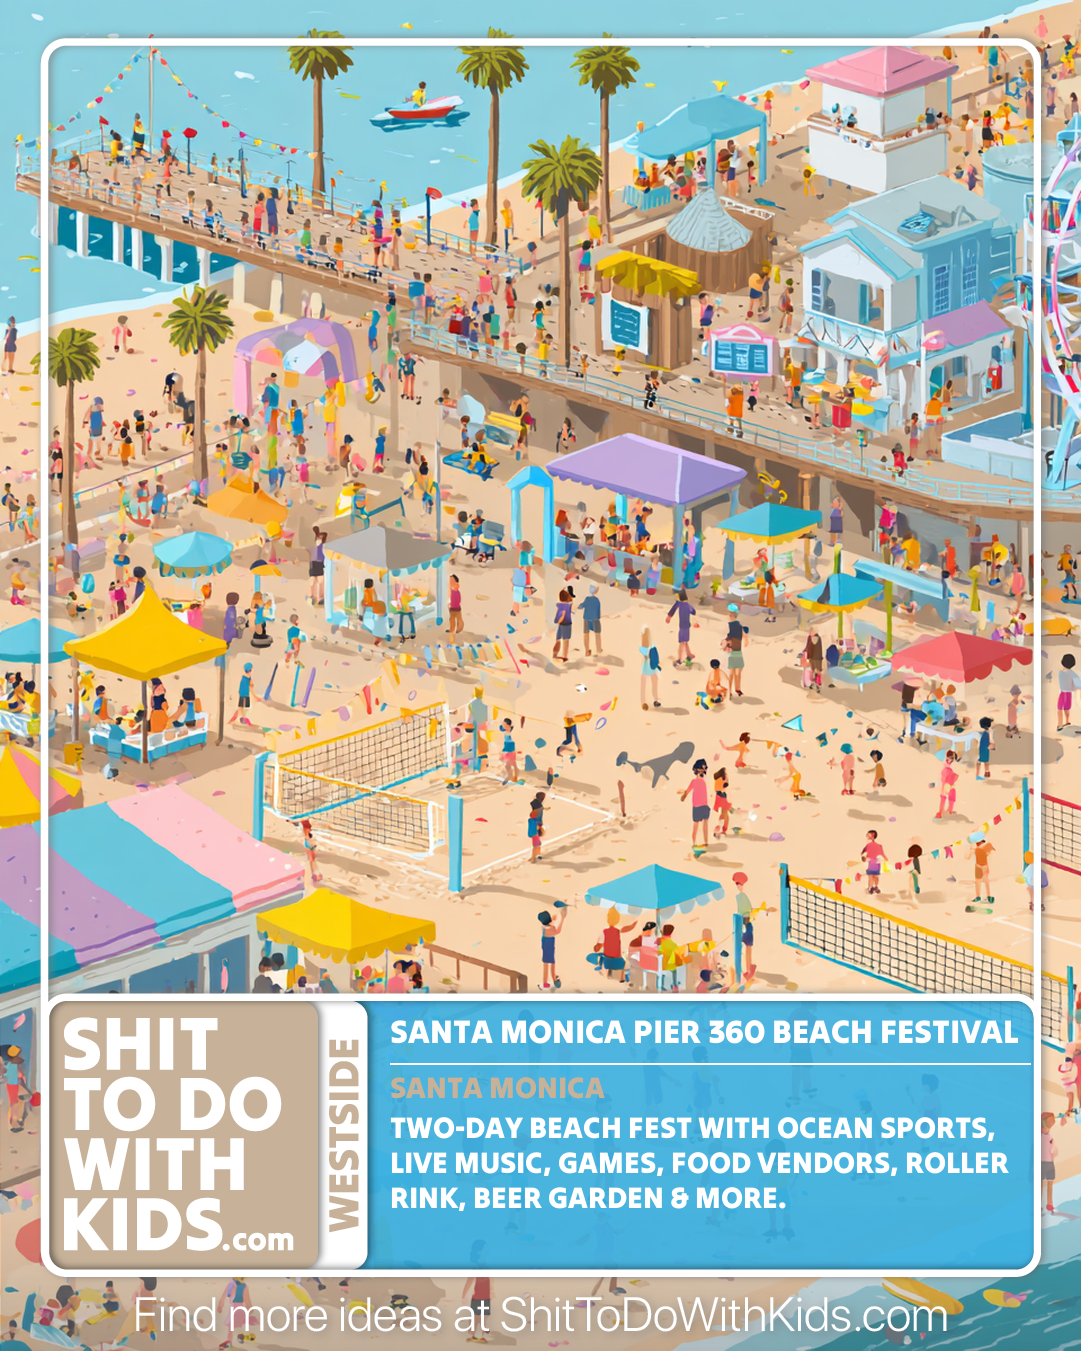 SHIT
TO DO
WITH
KIDS.com
WESTSIDE
SANTA MONICA PIER 360 BEACH FESTIVAL
SANTA MONICA
TWO-DAY BEACH FEST WITH OCEAN SPORTS,
LIVE MUSIC, GAMES, FOOD VENDORS, ROLLER
RINK, BEER GARDEN & MORE.
Find more ideas at ShitToDoWithKids.com